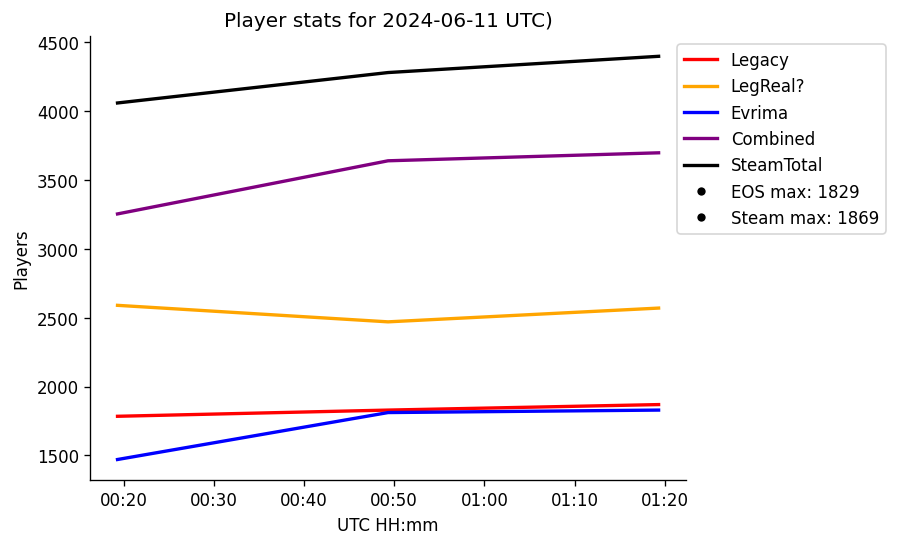 Player stats for 2024-06-11 UTC)
4500
4000
3500
3000
2500
2000
1500
Players
00:20 00:30 00:40 00:50 01:00 01:10 01:20
UTC HH:mm
Legacy
LegReal?
Evrima
Combined
SteamTotal
EOS max: 1829
Steam max: 1869